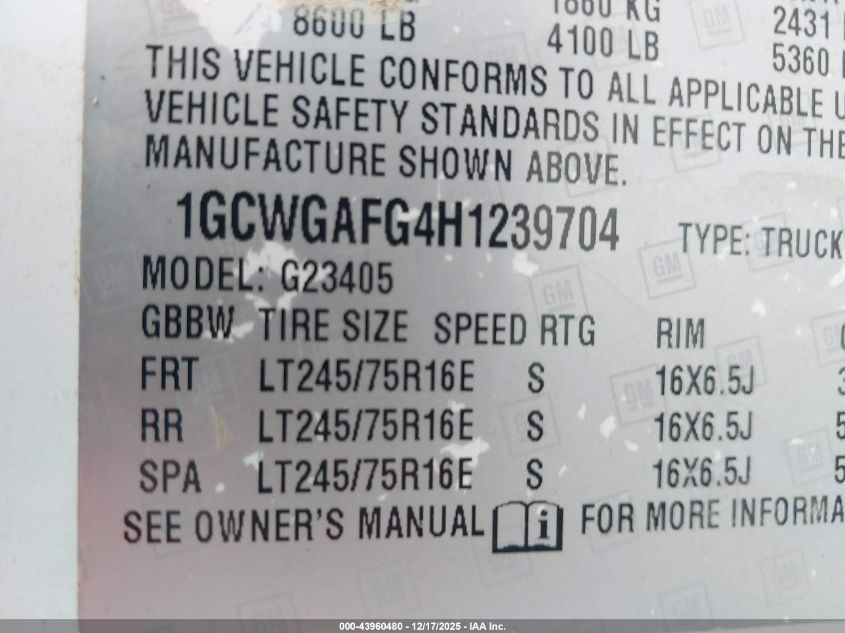 8600 LB 1860 KG 2431
4100 LB 5360
THIS VEHICLE CONFORMS TO ALL APPLICABLE
VEHICLE SAFETY STANDARDS IN EFFECT ON THE
MANUFACTURE SHOWN ABOVE.
1GCWGAFG4H1239704 TYPE: TRUCK
MODEL: G23405
GBBW TIRE SIZE SPEED RTG RIM
FRT LT245/75R16E S 16X6.5J
RR LT245/75R16E S 16X6.5J
SPA LT245/75R16E S 16X6.5J
SEE OWNER'S MANUAL i FOR MORE
000-43960480 - 12/17/2025 - IAA Inc.